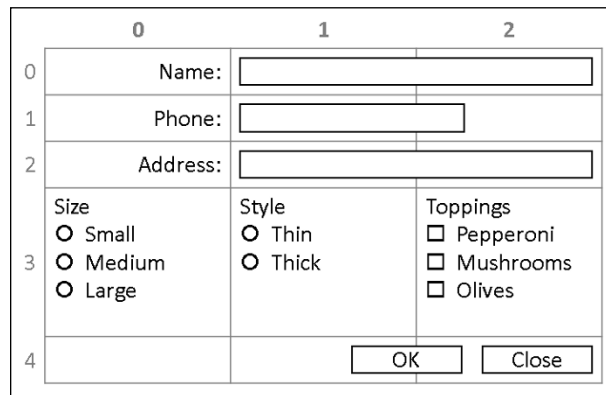 0 1 2
0 Name:
1 Phone:
2 Address:
Size Style Toppings
Small Thin Pepperoni
3 Medium Thick Mushrooms
Large Olives
4 OK Close